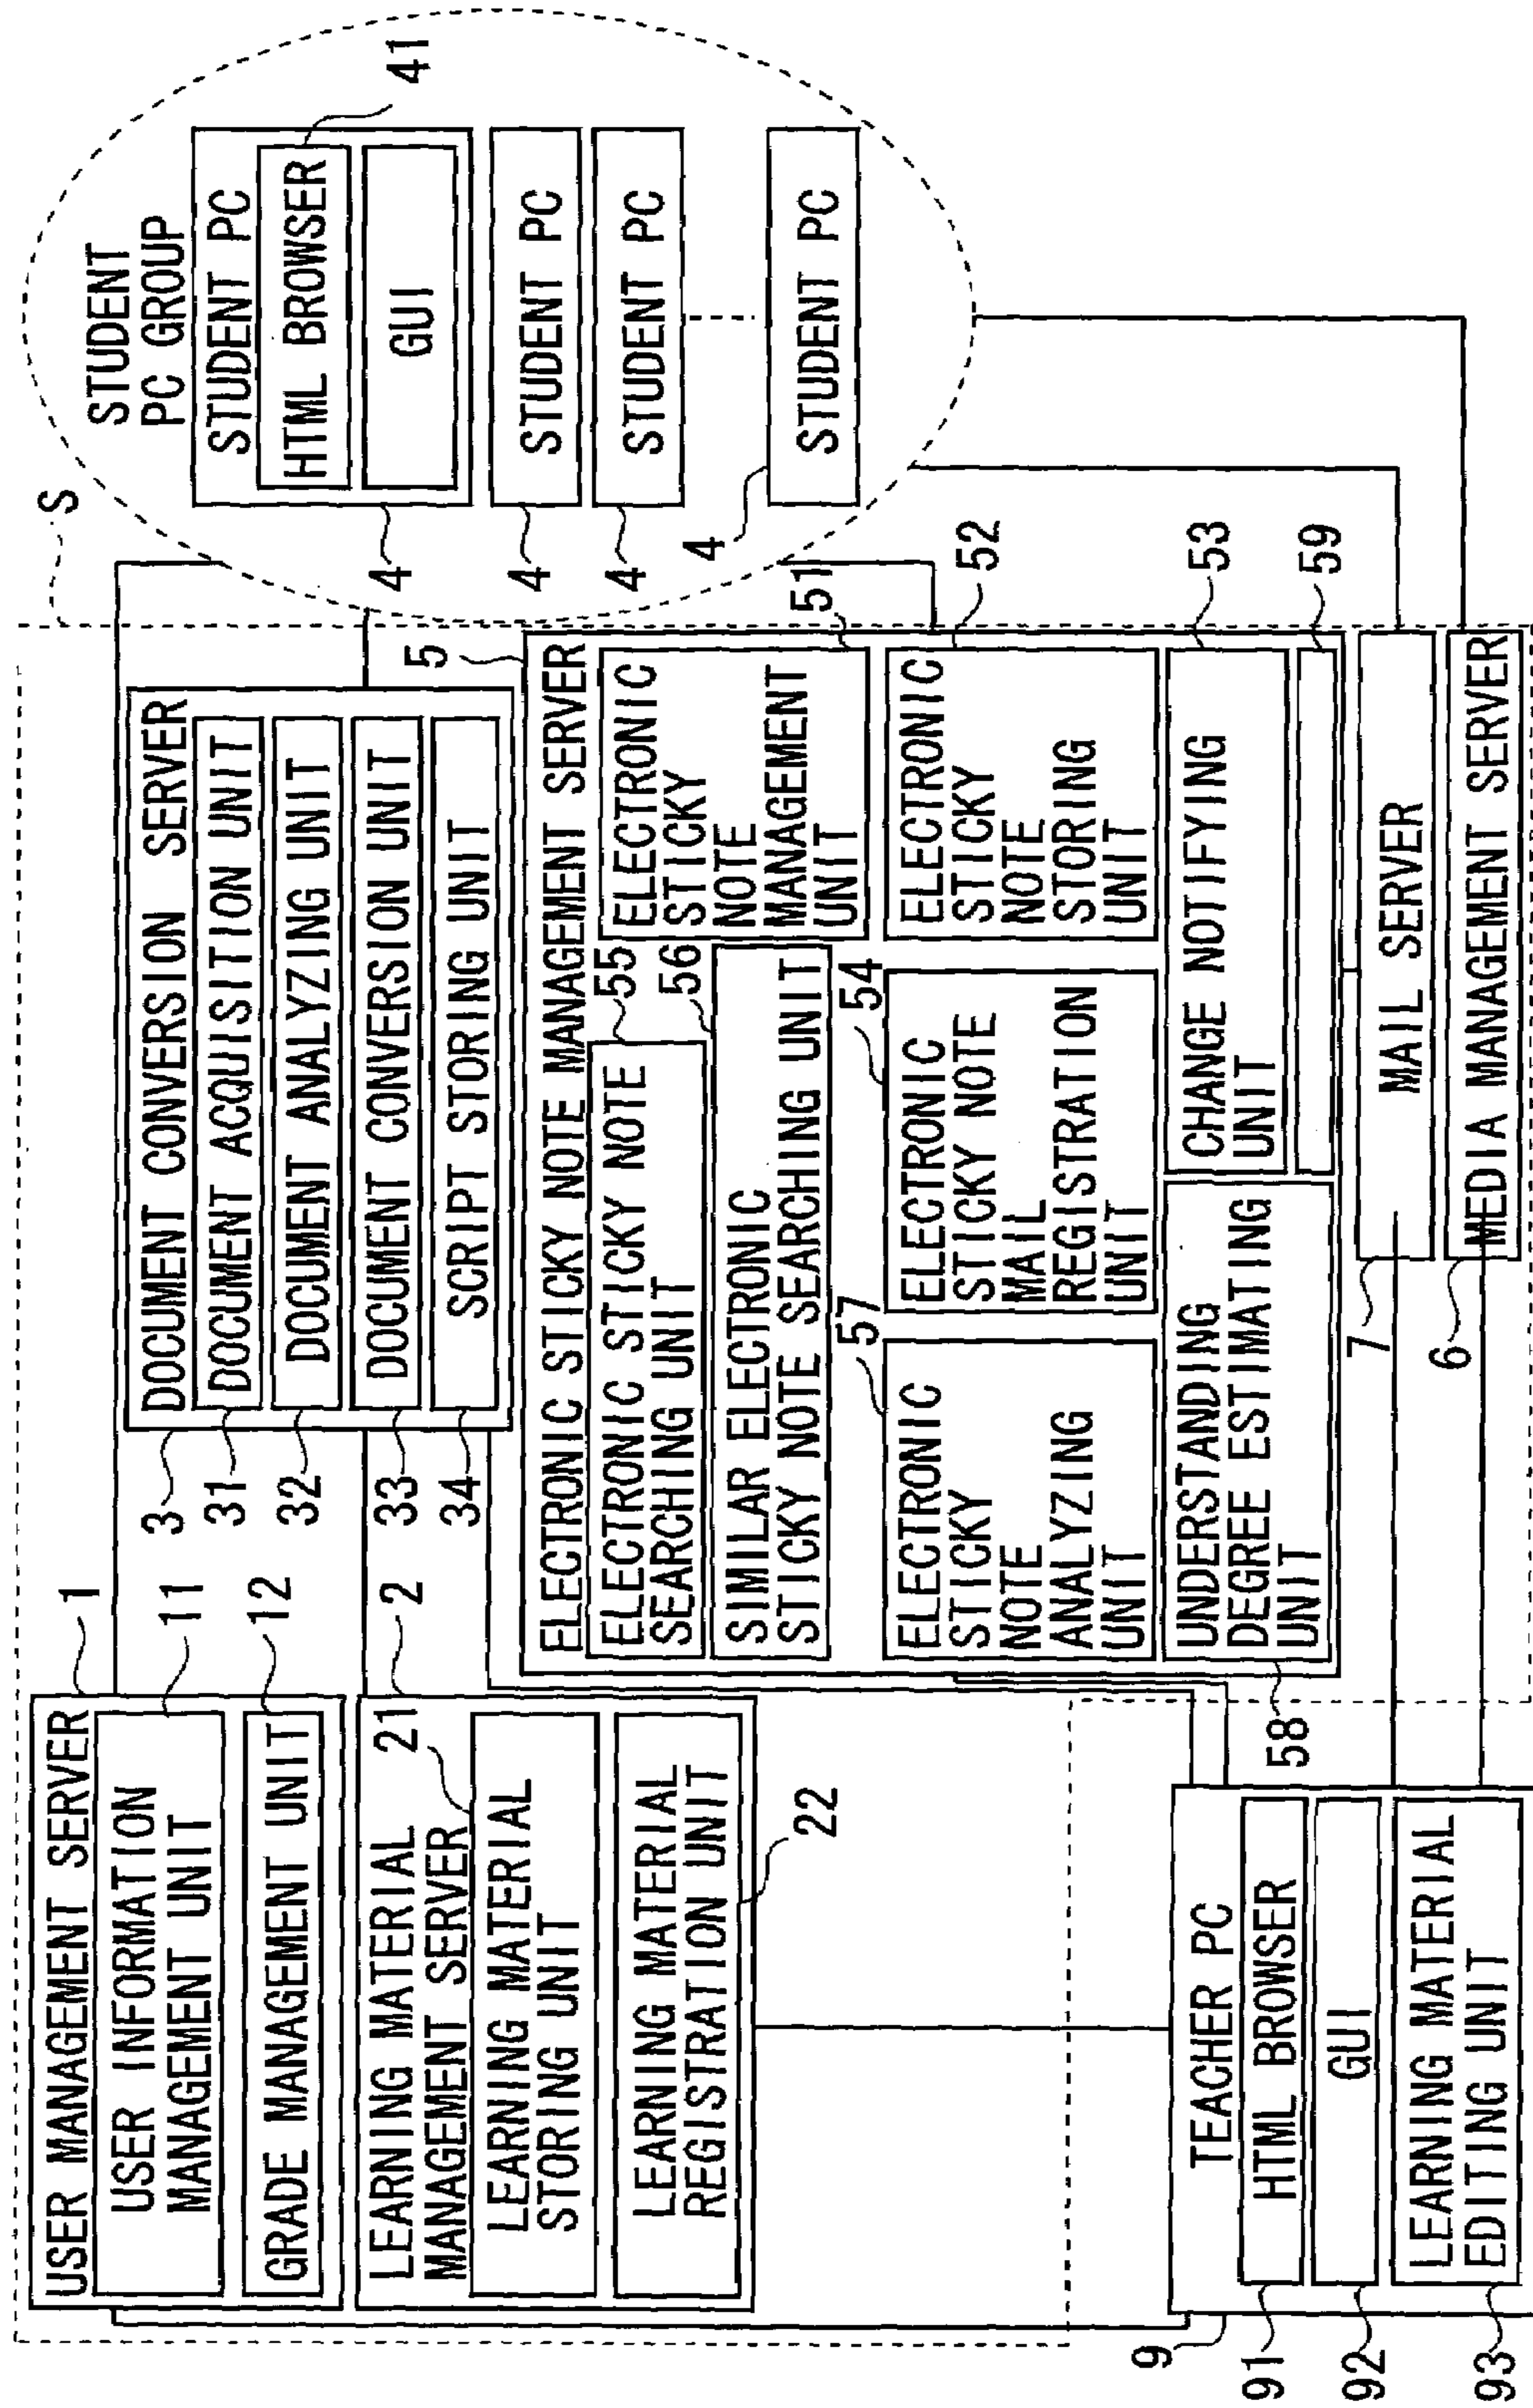 USER MANAGEMENT SERVER
1
USER INFORMATION
MANAGEMENT UNIT
11
GRADE MANAGEMENT UNIT
12
LEARNING MATERIAL
MANAGEMENT SERVER
2
21
LEARNING MATERIAL
STORING UNIT
LEARNING MATERIAL
REGISTRATION UNIT
22
DOCUMENT CONVERSION SERVER
3
DOCUMENT ACQUISITION UNIT
31
DOCUMENT ANALYZING UNIT
32
DOCUMENT CONVERSION UNIT
33
SCRIPT STORING UNIT
34
S
STUDENT
PC GROUP
STUDENT PC
HTML BROWSER
41
GUI
4
STUDENT PC
4
STUDENT PC
4
STUDENT PC
4
5
ELECTRONIC STICKY NOTE MANAGEMENT SERVER
ELECTRONIC STICKY NOTE
SEARCHING UNIT
55
SIMILAR ELECTRONIC
STICKY NOTE SEARCHING UNIT
56
ELECTRONIC
STICKY
NOTE
MANAGEMENT
UNIT
51
ELECTRONIC
STICKY
NOTE
ANALYZING
UNIT
57
ELECTRONIC
STICKY NOTE
MAIL
REGISTRATION
UNIT
54
ELECTRONIC
STICKY
NOTE
STORING
UNIT
52
UNDERSTANDING
DEGREE ESTIMATING
UNIT
58
CHANGE NOTIFYING
UNIT
53
59
MAIL SERVER
7
MEDIA MANAGEMENT SERVER
6
TEACHER PC
9
HTML BROWSER
91
GUI
92
LEARNING MATERIAL
EDITING UNIT
93